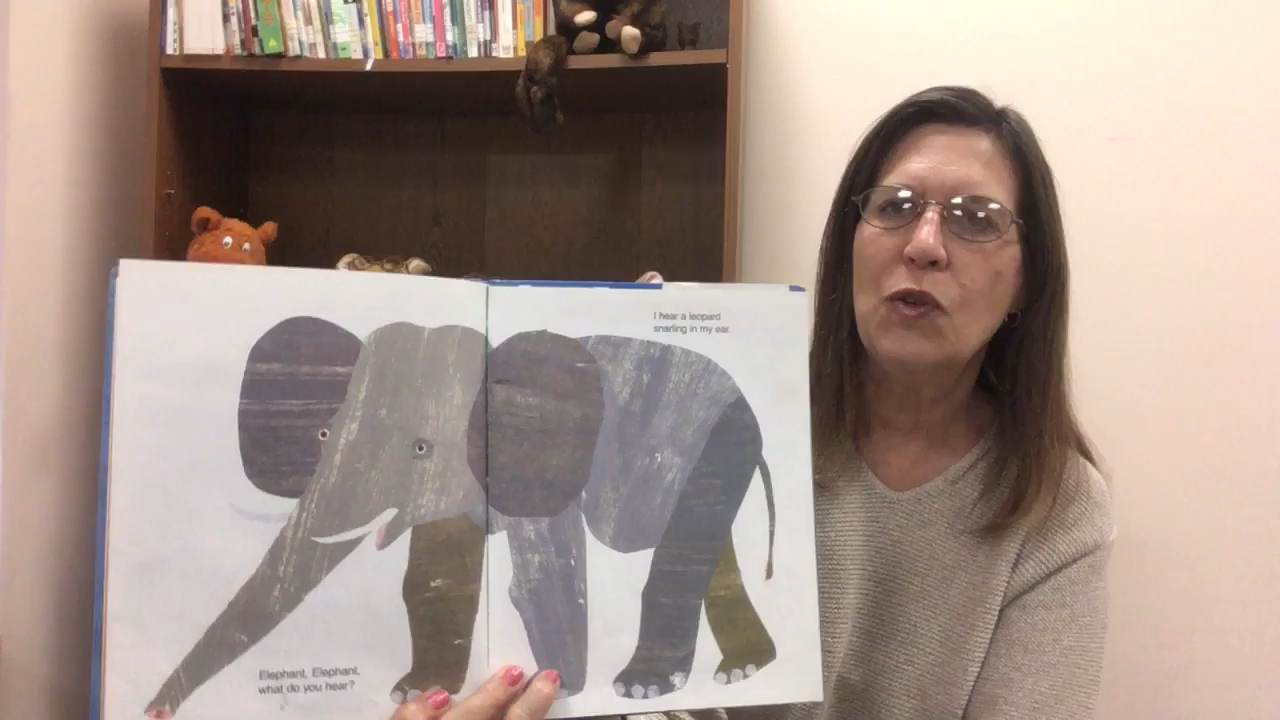 Elephant, Elephant,
what do you hear?
I hear a leopard
snarling in my ear.